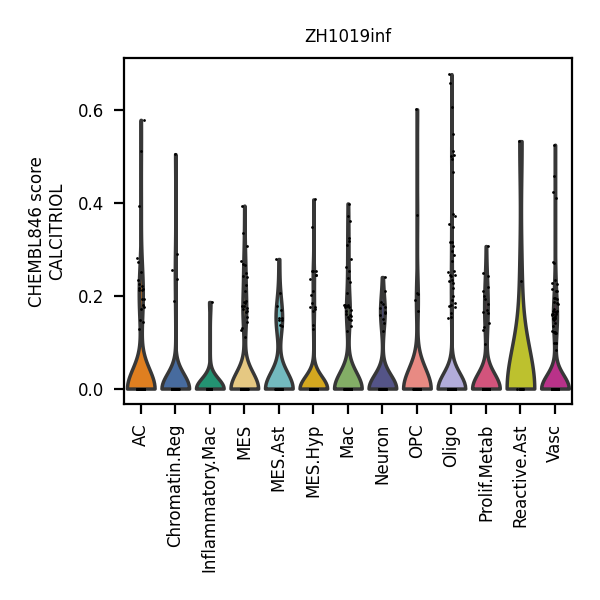 ZH1019inf
CHEMBL846 score
CALCITRIOL
0.6
0.4
0.2
0.0
AC
Chromatin.Reg
Inflammatory.Mac
MES
MES.Ast
MES.Hyp
Mac
Neuron
OPC
Oligo
Prolif.Metab
Reactive.Ast
Vasc